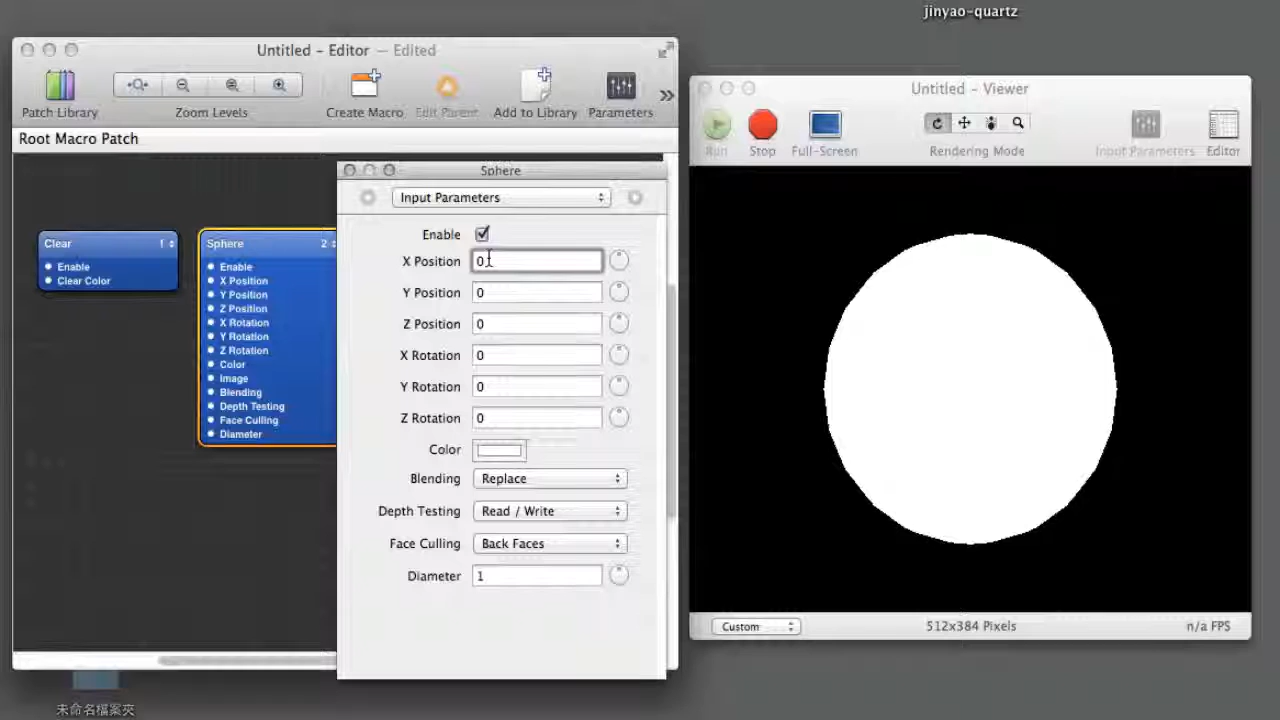 jinyao-quartz
Untitled - Editor — Edited
Patch Library
Zoom Levels
Create Macro
Edit Parent
Add to Library
Parameters
»
Root Macro Patch
Clear 1
Enable
Clear Color
Sphere 2
Enable
X Position
Y Position
Z Position
X Rotation
Y Rotation
Z Rotation
Color
Image
Blending
Depth Testing
Face Culling
Diameter
Sphere
Input Parameters
Enable
X Position 0
Y Position 0
Z Position 0
X Rotation 0
Y Rotation 0
Z Rotation 0
Color
Blending Replace
Depth Testing Read / Write
Face Culling Back Faces
Diameter 1
Untitled - Viewer
Run
Stop
Full-Screen
Rendering Mode
Input Parameters
Editor
Custom
512x384 Pixels
n/a FPS
未命名檔案夾